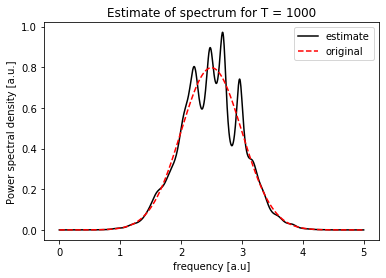 Estimate of spectrum for T = 1000
Power spectral density [a.u.]
1.0
0.8
0.6
0.4
0.2
0.0
estimate
original
0 1 2 3 4 5
frequency [a.u]